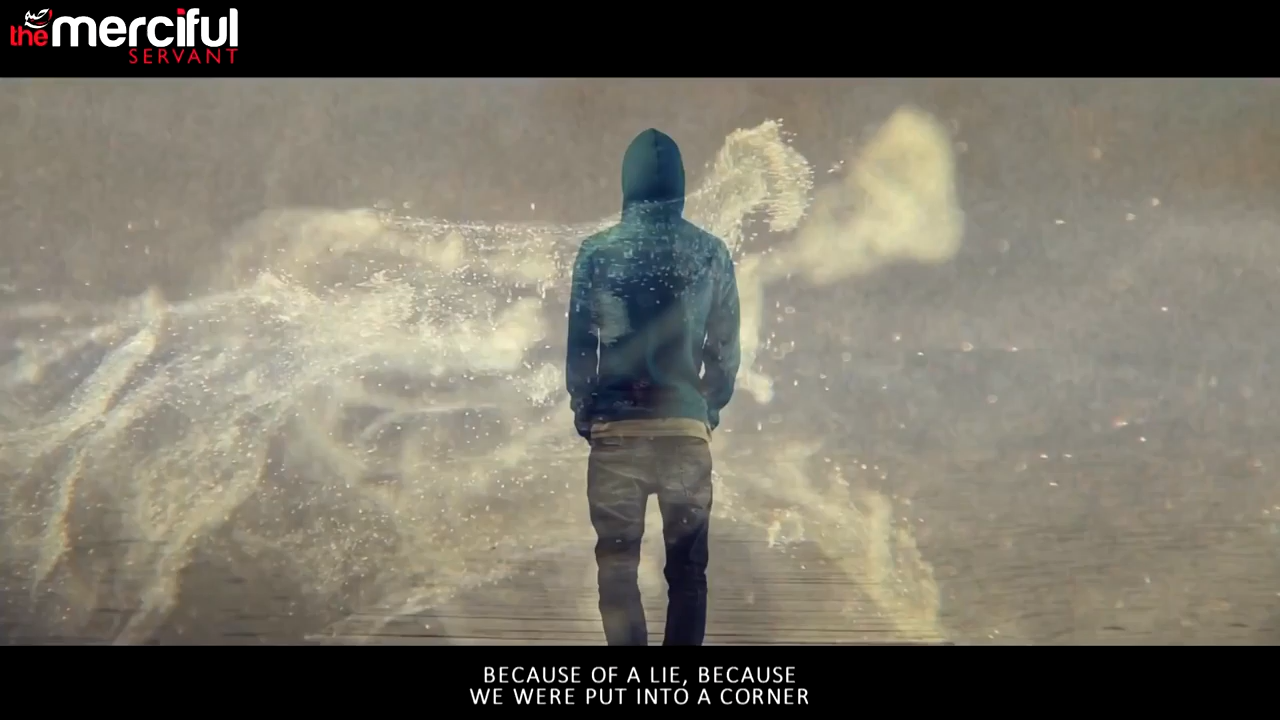 the merciful
SERVANT
BECAUSE OF A LIE, BECAUSE
WE WERE PUT INTO A CORNER